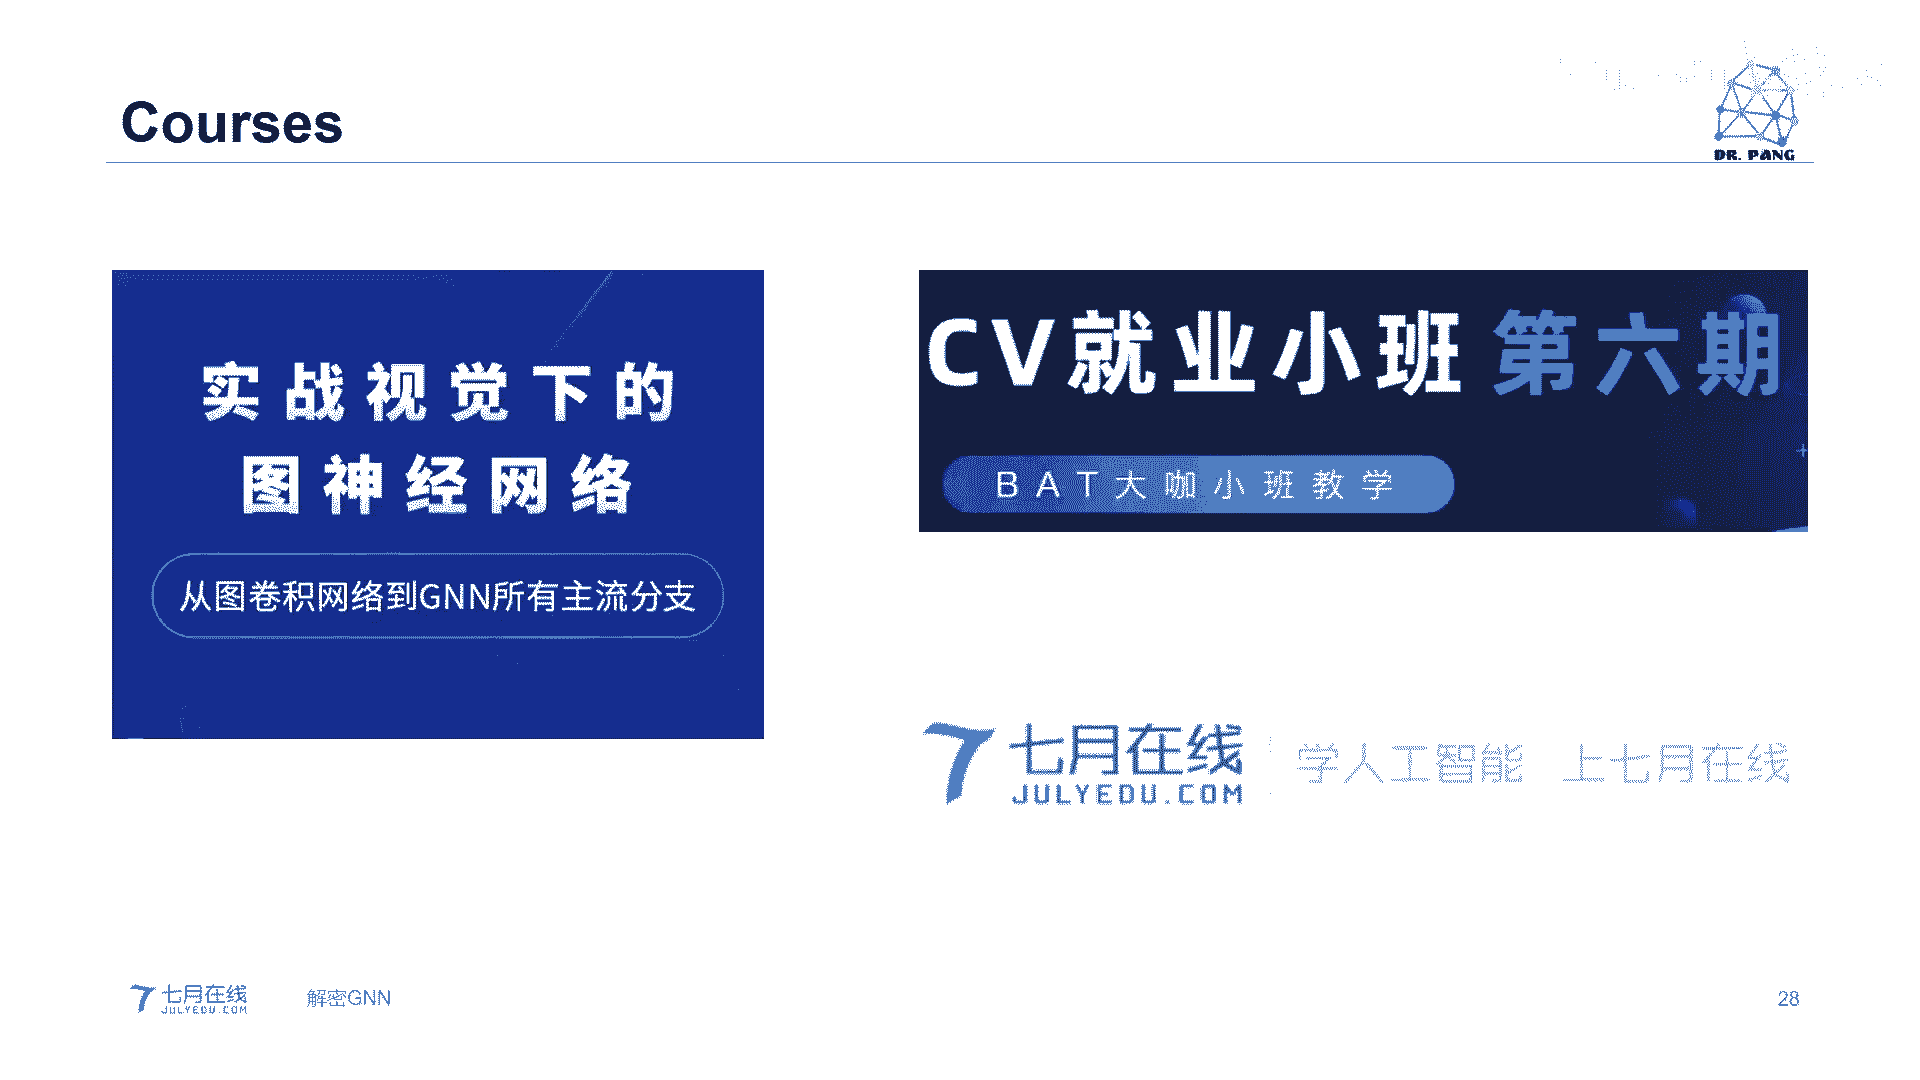 Courses
DR. PANG
实战视觉下的
图神经网络
从图卷积网络到GNN所有主流分支
CV就业小班 第六期
BAT大咖小班教学
七月在线
JULYEDU.COM
学人工智能 上七月在线
七月在线
JULYEDU.COM
解密GNN
28